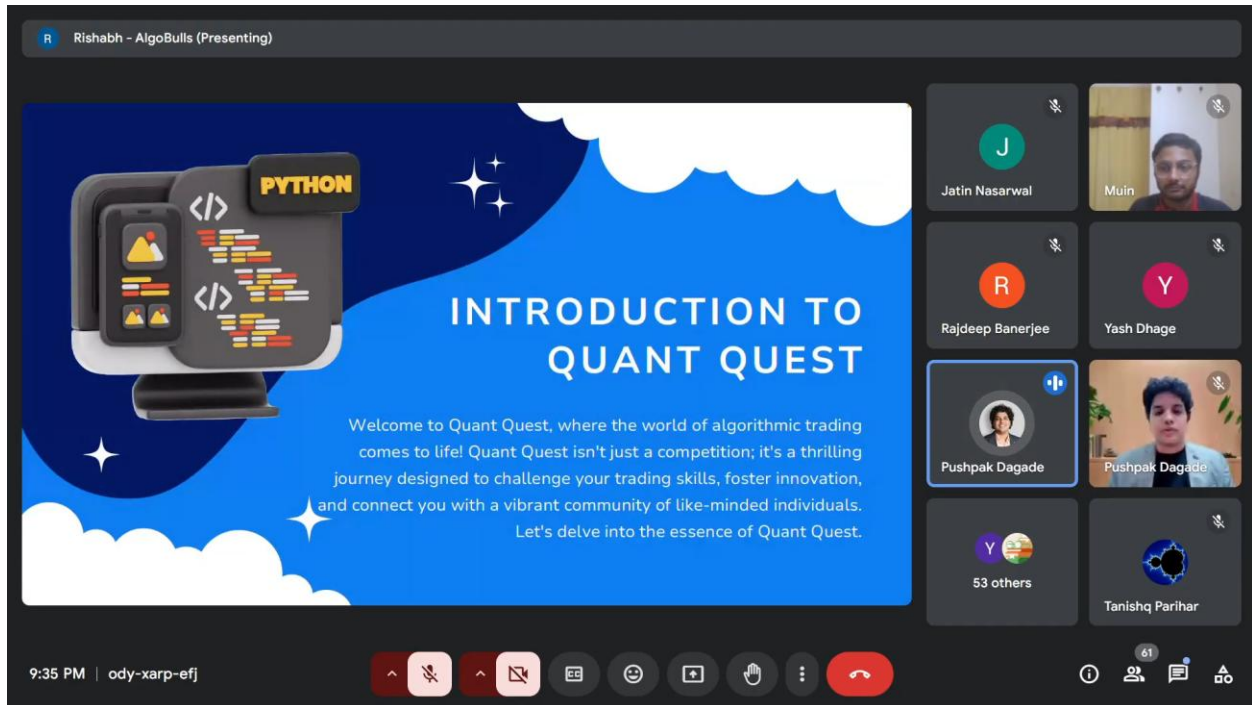 R Rishabh - AlgoBulls (Presenting)
PYTHON
</>
</>
INTRODUCTION TO
QUANT QUEST
Welcome to Quant Quest, where the world of algorithmic trading
comes to life! Quant Quest isn't just a competition; it's a thrilling
journey designed to challenge your trading skills, foster innovation,
and connect you with a vibrant community of like-minded individuals.
Let's delve into the essence of Quant Quest.
J
Jatin Nasarwal
Muin
R
Rajdeep Banerjee
Y
Yash Dhage
Pushpak Dagade
Pushpak Dagade
Y
53 others
Tanishq Parihar
9:35 PM | ody-xarp-efj
CC
61